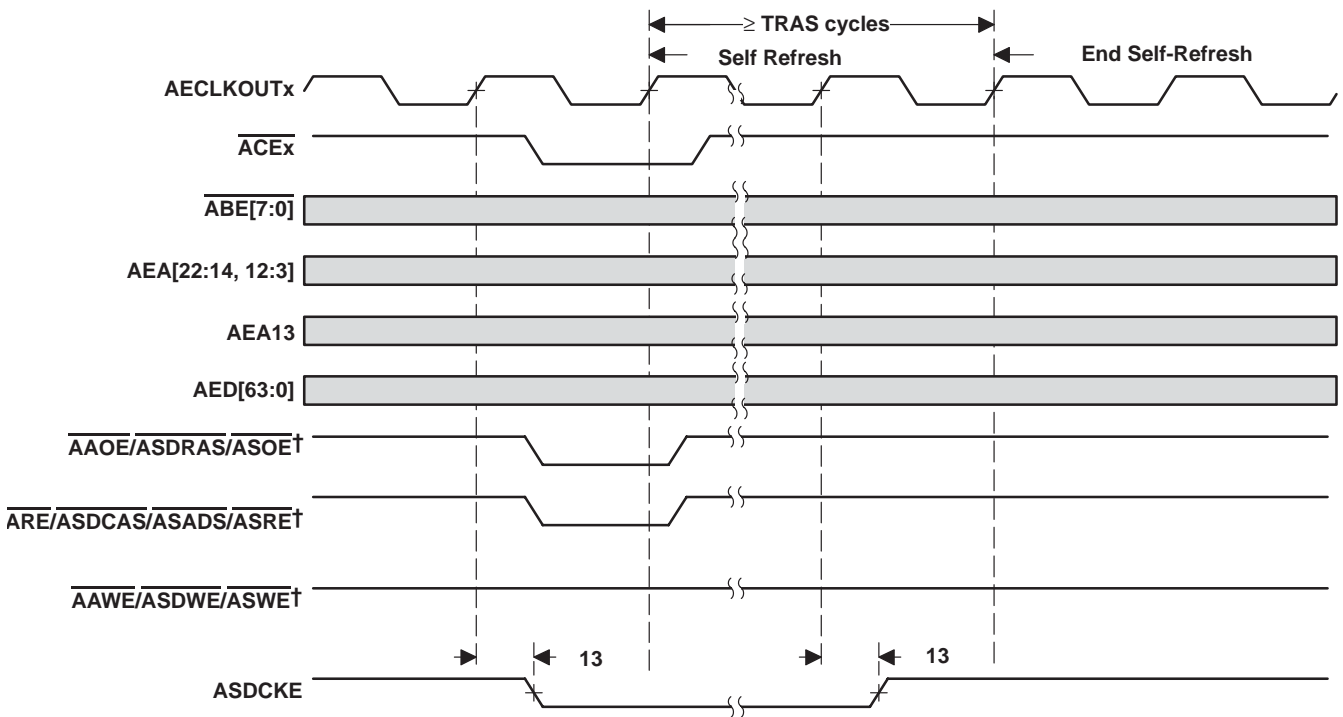 ≥ TRAS cycles
Self Refresh
End Self-Refresh
AECLKOUTx
ACEx
ABE[7:0]
AEA[22:14, 12:3]
AEA13
AED[63:0]
AAOE/ASDRAS/ASOE†
ARE/ASDCAS/ASADS/ASRE†
AAWE/ASDWE/ASWE†
13
13
ASDCKE